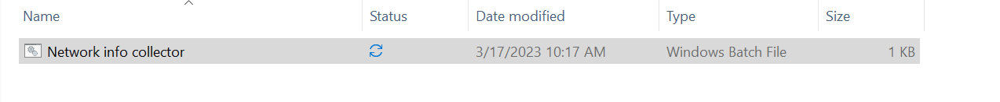 Name Status Date modified Type Size
Network info collector 3/17/2023 10:17 AM Windows Batch File 1 KB